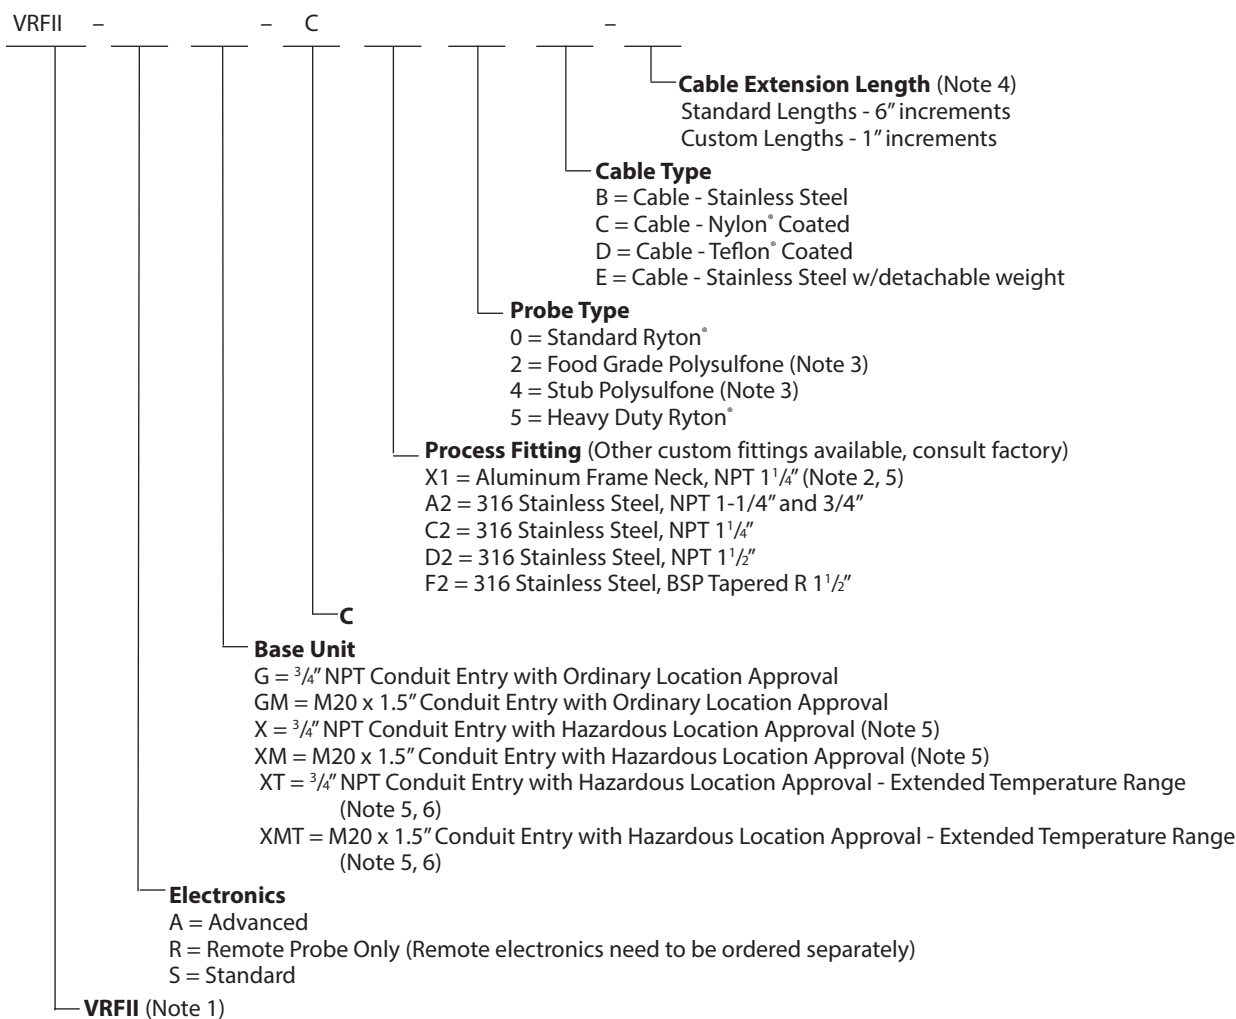 VRFII – – C –
Cable Extension Length (Note 4)
Standard Lengths - 6" increments
Custom Lengths - 1" increments
Cable Type
B = Cable - Stainless Steel
C = Cable - Nylon® Coated
D = Cable - Teflon® Coated
E = Cable - Stainless Steel w/detachable weight
Probe Type
0 = Standard Ryton®
2 = Food Grade Polysulfone (Note 3)
4 = Stub Polysulfone (Note 3)
5 = Heavy Duty Ryton®
Process Fitting (Other custom fittings available, consult factory)
X1 = Aluminum Frame Neck, NPT 1¹/₄" (Note 2, 5)
A2 = 316 Stainless Steel, NPT 1-1/4" and 3/4"
C2 = 316 Stainless Steel, NPT 1¹/₄"
D2 = 316 Stainless Steel, NPT 1¹/₂"
F2 = 316 Stainless Steel, BSP Tapered R 1¹/₂"
C
Base Unit
G = ³/₄" NPT Conduit Entry with Ordinary Location Approval
GM = M20 x 1.5" Conduit Entry with Ordinary Location Approval
X = ³/₄" NPT Conduit Entry with Hazardous Location Approval (Note 5)
XM = M20 x 1.5" Conduit Entry with Hazardous Location Approval (Note 5)
XT = ³/₄" NPT Conduit Entry with Hazardous Location Approval - Extended Temperature Range
(Note 5, 6)
XMT = M20 x 1.5" Conduit Entry with Hazardous Location Approval - Extended Temperature Range
(Note 5, 6)
Electronics
A = Advanced
R = Remote Probe Only (Remote electronics need to be ordered separately)
S = Standard
VRFII (Note 1)